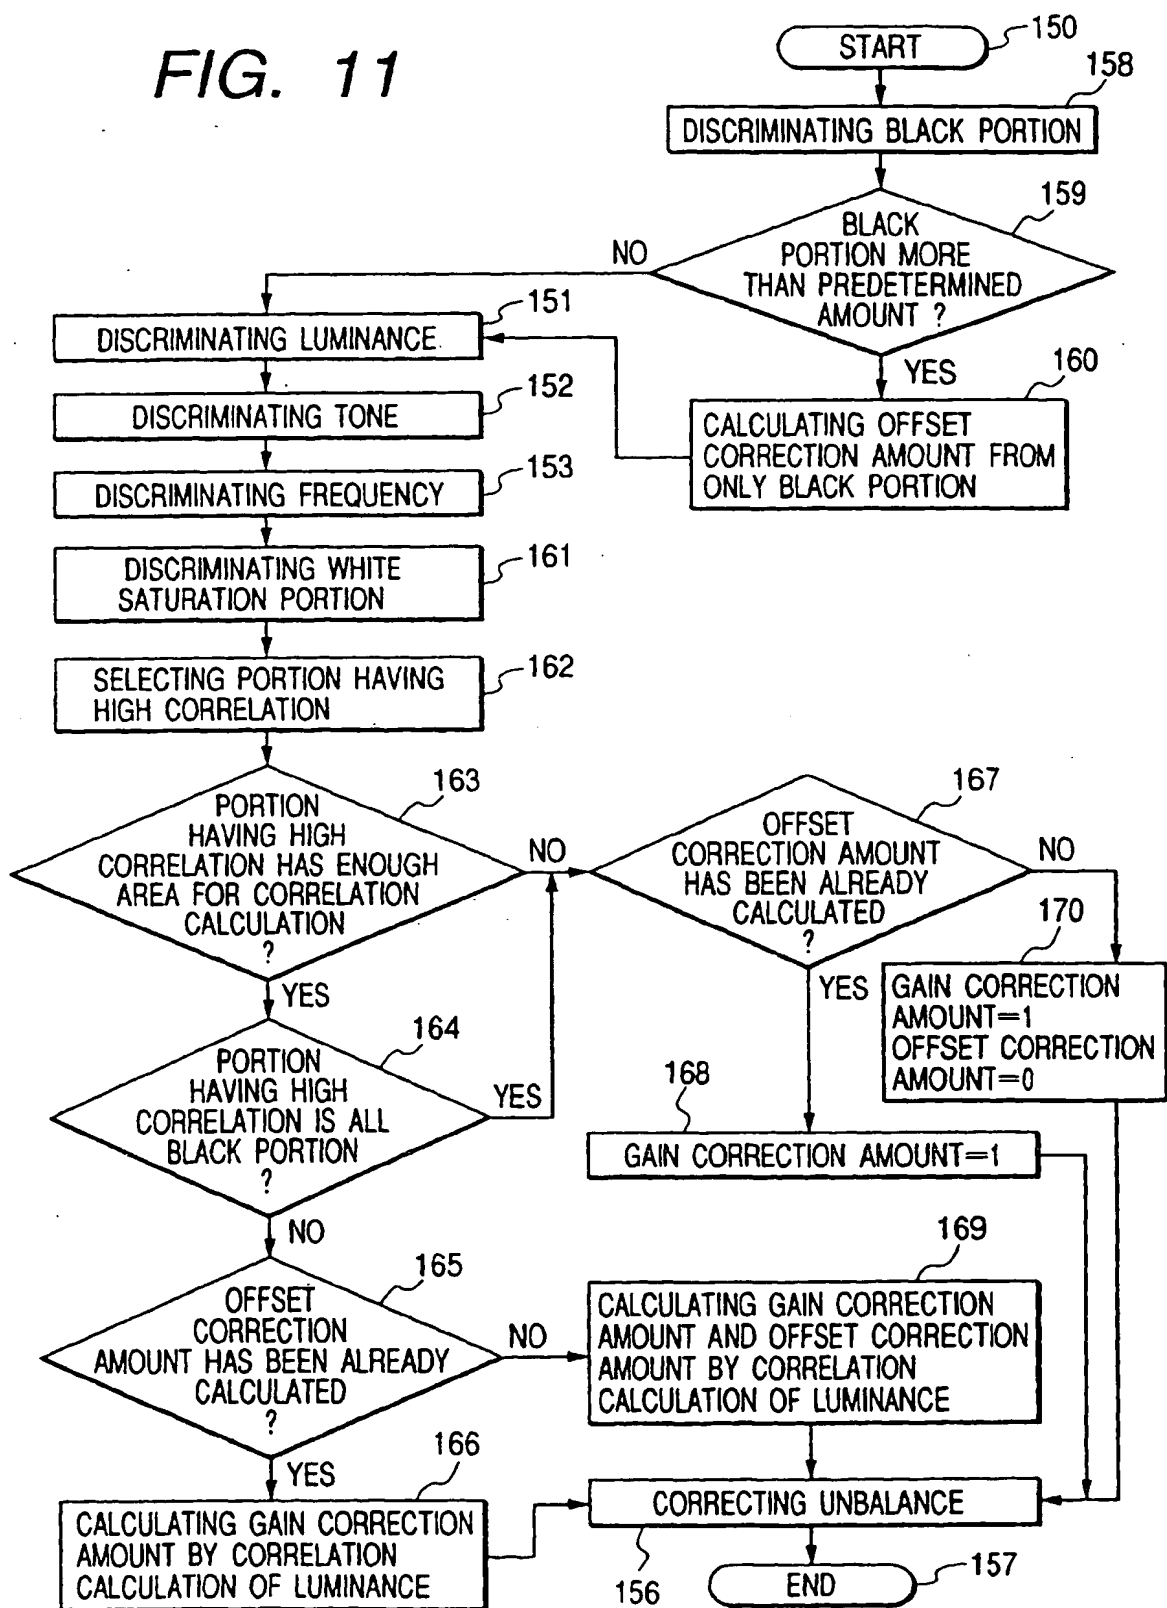 FIG. 11
START
150
158
DISCRIMINATING BLACK PORTION
159
BLACK
PORTION MORE
THAN PREDETERMINED
AMOUNT ?
NO
YES
160
CALCULATING OFFSET
CORRECTION AMOUNT FROM
ONLY BLACK PORTION
151
DISCRIMINATING LUMINANCE
152
DISCRIMINATING TONE
153
DISCRIMINATING FREQUENCY
161
DISCRIMINATING WHITE
SATURATION PORTION
162
SELECTING PORTION HAVING
HIGH CORRELATION
163
PORTION
HAVING HIGH
CORRELATION HAS ENOUGH
AREA FOR CORRELATION
CALCULATION
?
NO
YES
167
OFFSET
CORRECTION AMOUNT
HAS BEEN ALREADY
CALCULATED
?
NO
YES
170
GAIN CORRECTION
AMOUNT=1
OFFSET CORRECTION
AMOUNT=0
164
PORTION
HAVING HIGH
CORRELATION IS ALL
BLACK PORTION
?
YES
NO
168
GAIN CORRECTION AMOUNT=1
165
OFFSET
CORRECTION
AMOUNT HAS BEEN ALREADY
CALCULATED
?
NO
YES
169
CALCULATING GAIN CORRECTION
AMOUNT AND OFFSET CORRECTION
AMOUNT BY CORRELATION
CALCULATION OF LUMINANCE
166
CALCULATING GAIN CORRECTION
AMOUNT BY CORRELATION
CALCULATION OF LUMINANCE
CORRECTING UNBALANCE
156
END
157